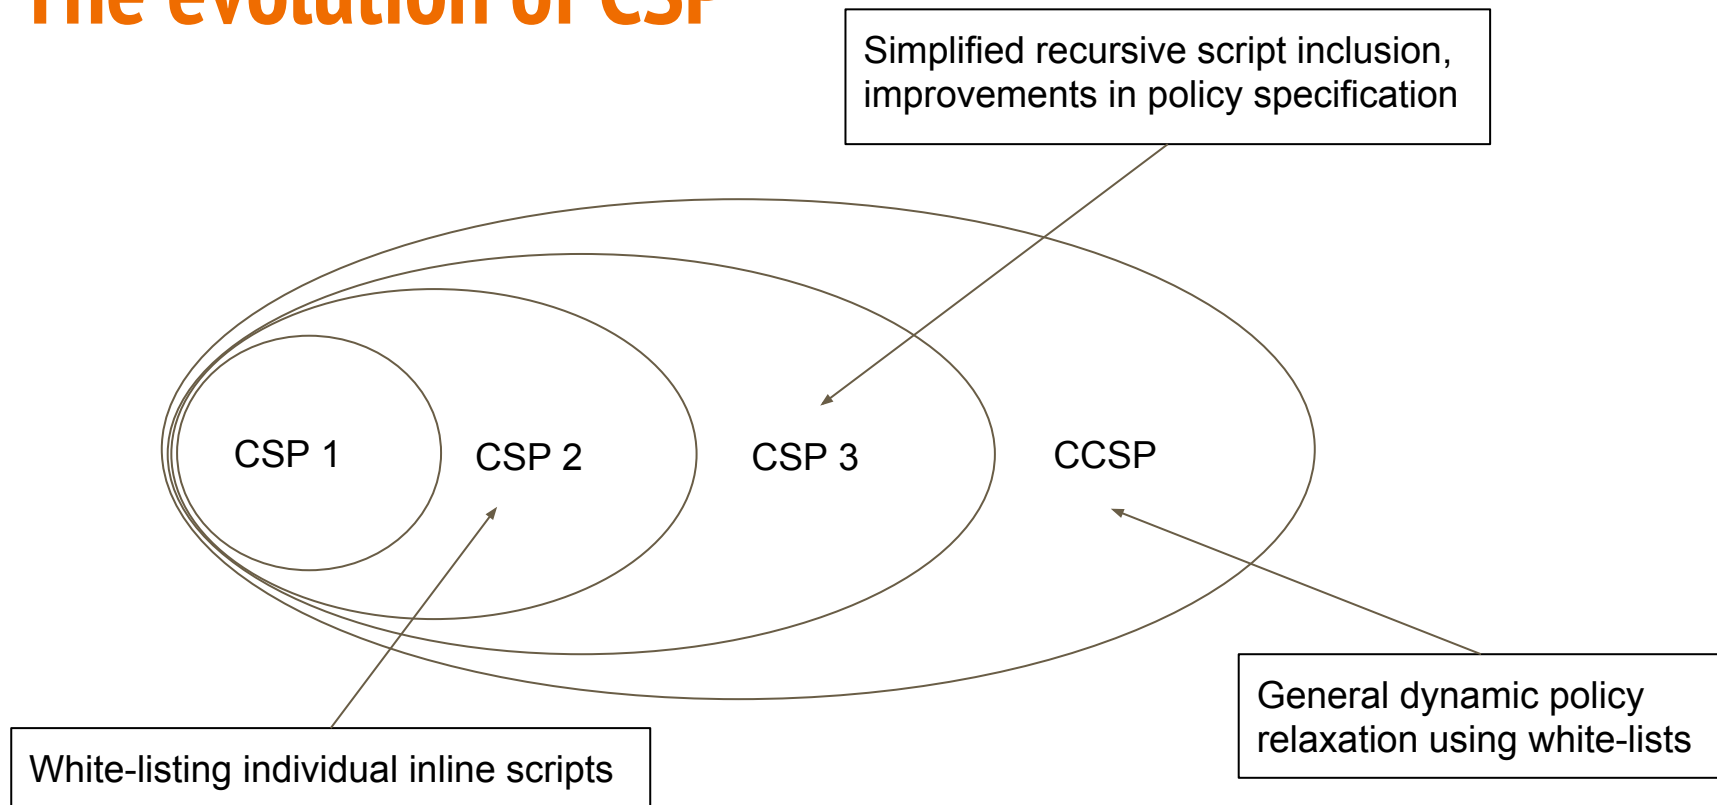 The evolution of CSP
Simplified recursive script inclusion,
improvements in policy specification
CSP 1
CSP 2
CSP 3
CCSP
General dynamic policy
relaxation using white-lists
White-listing individual inline scripts